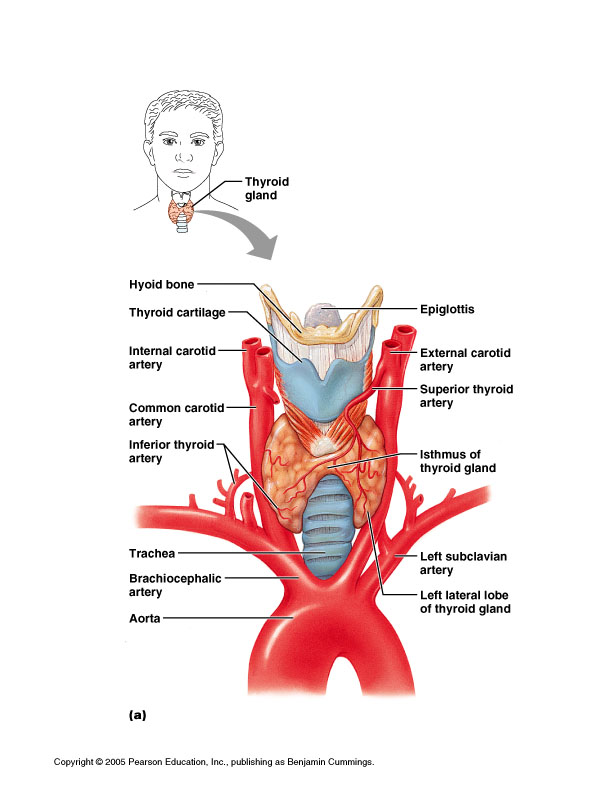 Thyroid
gland
Hyoid bone
Thyroid cartilage
Internal carotid
artery
Common carotid
artery
Inferior thyroid
artery
Trachea
Brachiocephalic
artery
Aorta
Epiglottis
External carotid
artery
Superior thyroid
artery
Isthmus of
thyroid gland
Left subclavian
artery
Left lateral lobe
of thyroid gland
(a)
Copyright © 2005 Pearson Education, Inc., publishing as Benjamin Cummings.